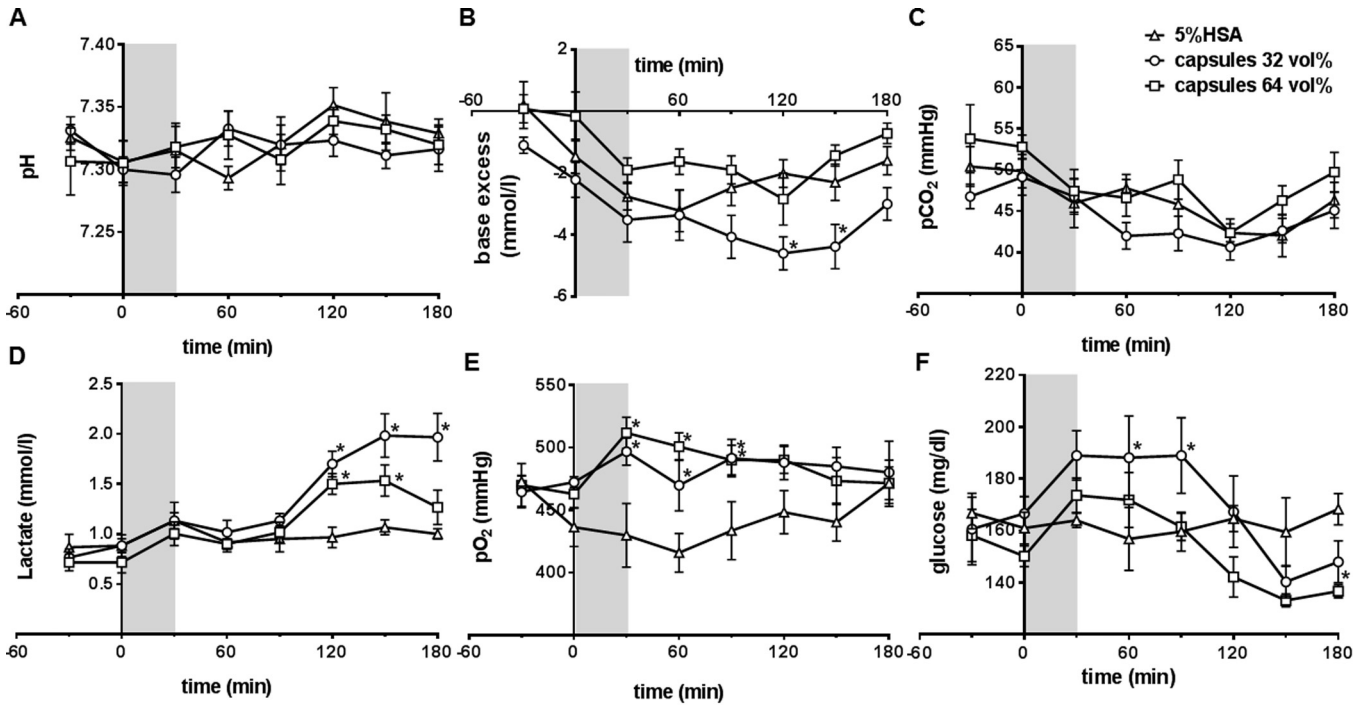 A
7.40
7.35
7.30
7.25
pH
-60 0 60 120 180
time (min)
B
2
time (min)
-60 60 120 180
-2
-4
-6
base excess
(mmol/l)
* *
C
65
60
55
50
45
40
pCO2 (mmHg)
5%HSA
capsules 32 vol%
capsules 64 vol%
-60 0 60 120 180
time (min)
D
2.5
2.0
1.5
1.0
0.5
Lactate (mmol/l)
* * *
* *
-60 0 60 120 180
time (min)
E
550
500
450
400
pO2 (mmHg)
* * *
* * *
-60 0 60 120 180
time (min)
F
220
200
180
160
140
glucose (mg/dl)
* *
*
-60 0 60 120 180
time (min)